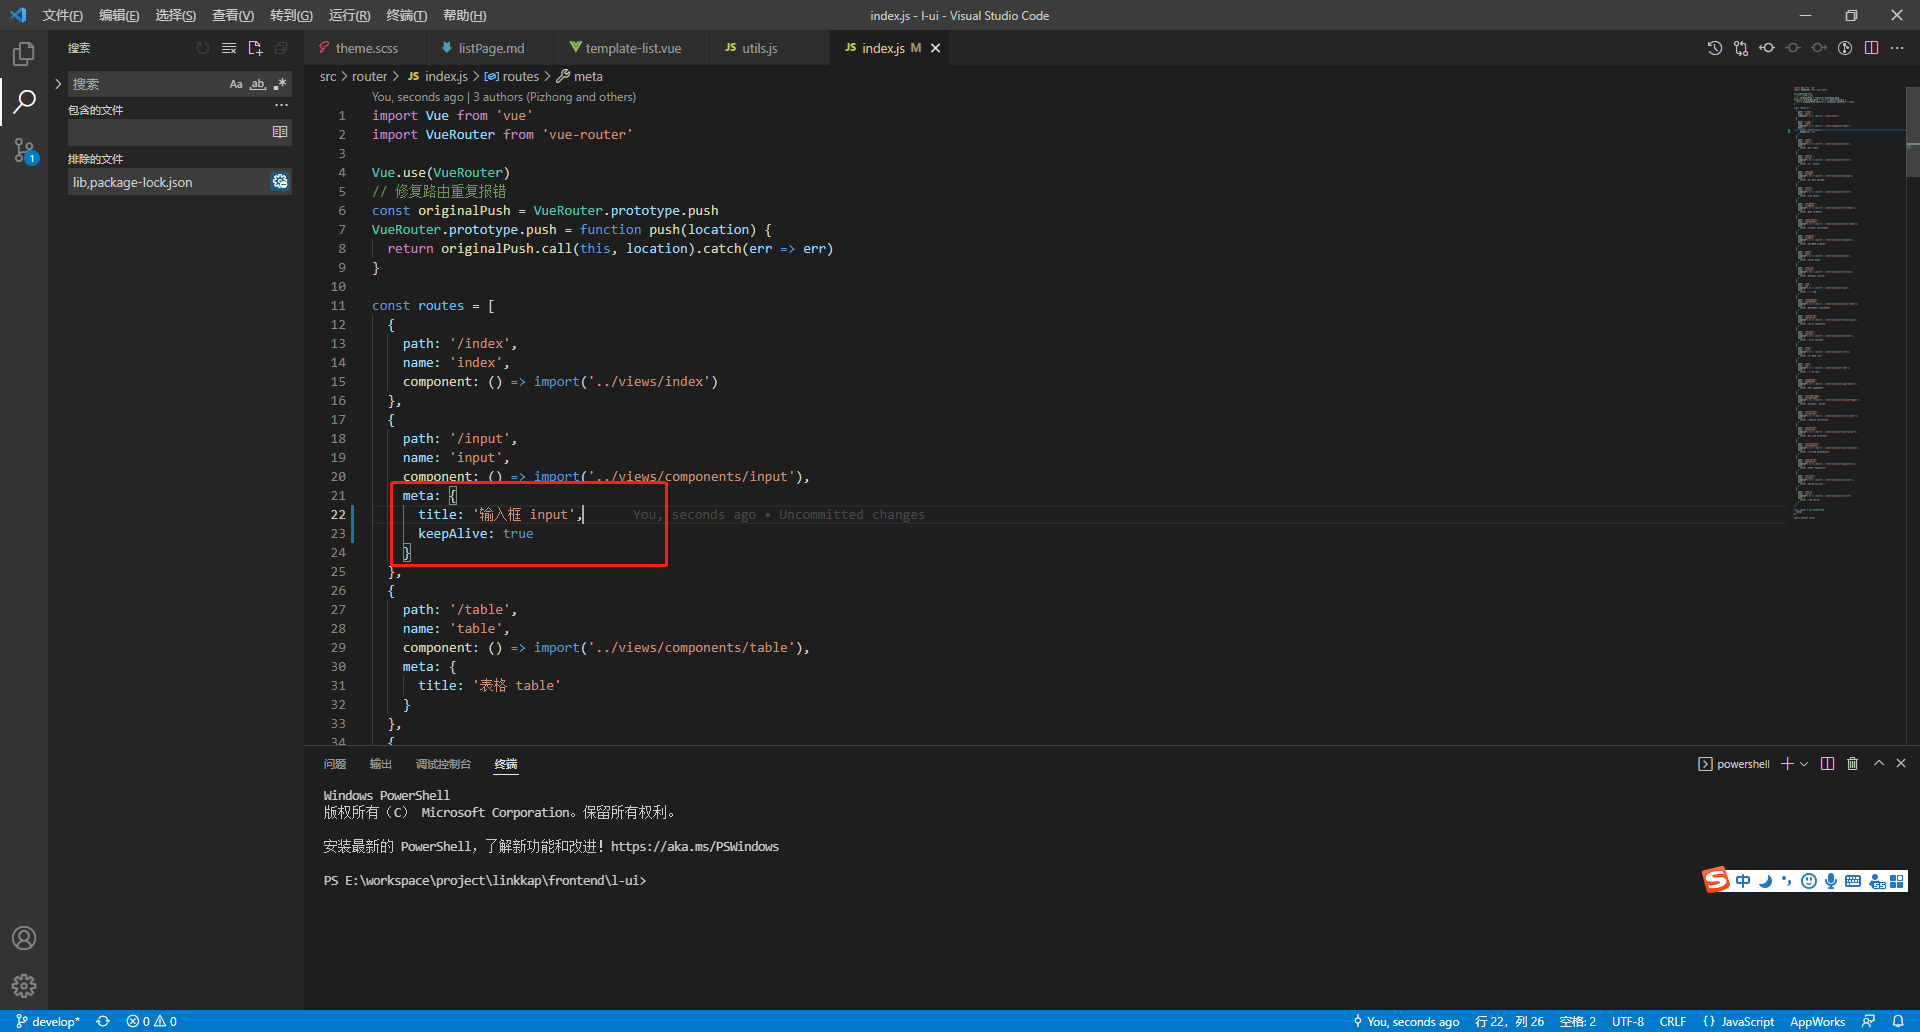 文件(F) 编辑(E) 选择(S) 查看(V) 转到(G) 运行(R) 终端(T) 帮助(H)
index.js - l-ui - Visual Studio Code
搜索
搜索
Aa ab
包含的文件
排除的文件
lib,package-lock.json
1
theme.scss
listPage.md
template-list.vue
JS utils.js
JS index.js M
src > router > JS index.js > routes > meta
You, seconds ago | 3 authors (Pizhong and others)
1 import Vue from 'vue'
2 import VueRouter from 'vue-router'
3
4 Vue.use(VueRouter)
5 // 修复路由重复报错
6 const originalPush = VueRouter.prototype.push
7 VueRouter.prototype.push = function push(location) {
8 return originalPush.call(this, location).catch(err => err)
9 }
10
11 const routes = [
12 {
13 path: '/index',
14 name: 'index',
15 component: () => import('../views/index')
16 },
17 {
18 path: '/input',
19 name: 'input',
20 component: () => import('../views/components/input'),
21 meta: {
22 title: '输入框 input', You, seconds ago • Uncommitted changes
23 keepAlive: true
24 }
25 },
26 {
27 path: '/table',
28 name: 'table',
29 component: () => import('../views/components/table'),
30 meta: {
31 title: '表格 table'
32 }
33 },
34 {
问题 输出 调试控制台 终端
powershell
Windows PowerShell
版权所有（C） Microsoft Corporation。保留所有权利。
安装最新的 PowerShell，了解新功能和改进！https://aka.ms/PSWindows
PS E:\workspace\project\linkkap\frontend\l-ui>
S 中
develop* 0 0
You, seconds ago 行 22，列 26 空格: 2 UTF-8 CRLF {} JavaScript AppWorks